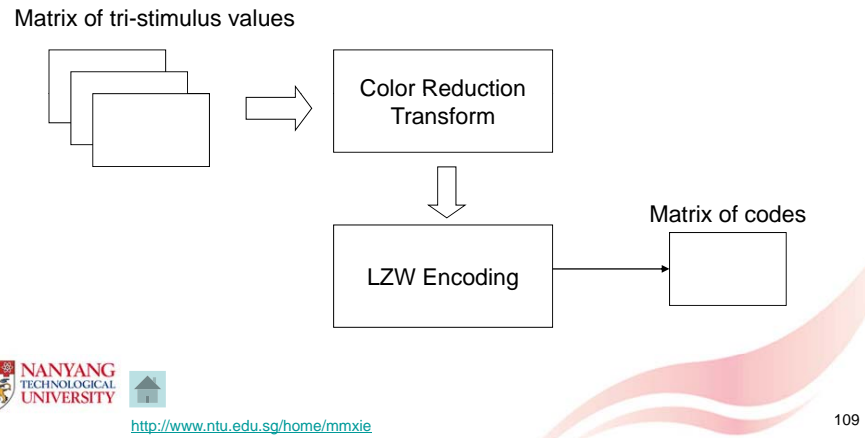 Matrix of tri-stimulus values
Color Reduction
Transform
Matrix of codes
LZW Encoding
NANYANG
TECHNOLOGICAL
UNIVERSITY
http://www.ntu.edu.sg/home/mmxie
109